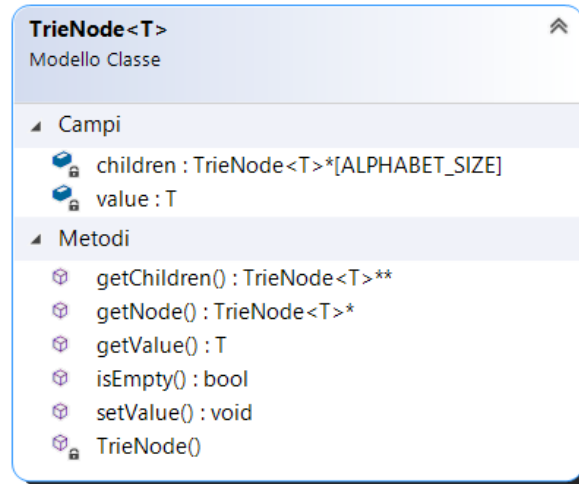 TrieNode<T>
Modello Classe
Campi
children : TrieNode<T>*[ALPHABET_SIZE]
value : T
Metodi
getChildren() : TrieNode<T>**
getNode() : TrieNode<T>*
getValue() : T
isEmpty() : bool
setValue() : void
TrieNode()